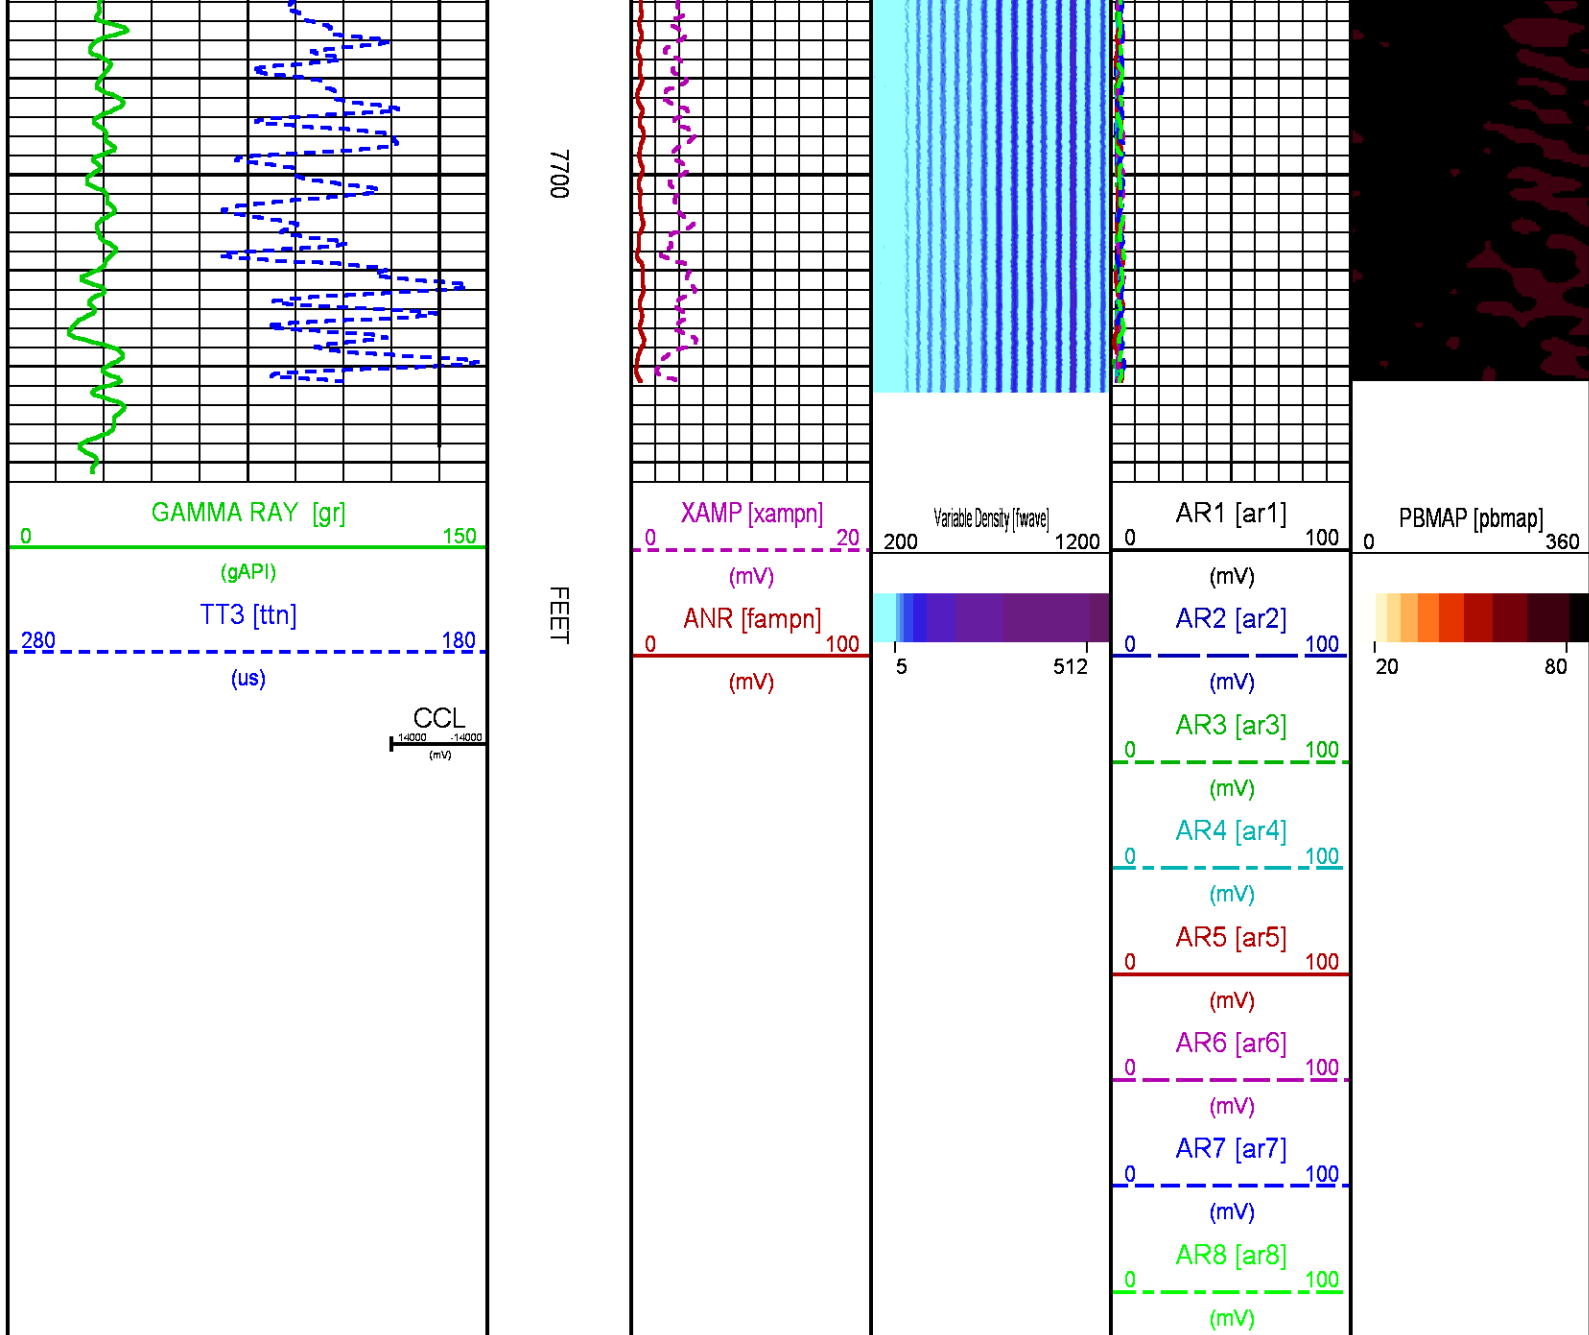 7700
GAMMA RAY [gr]
0 150
(gAPI)
TT3 [ttn]
280 180
(us)
CCL
14000 -14000
(mV)
FEET
XAMP [xampn]
0 20
(mV)
ANR [fampn]
0 100
(mV)
Variable Density [fwave]
200 1200
5 512
AR1 [ar1]
0 100
(mV)
AR2 [ar2]
0 100
(mV)
AR3 [ar3]
0 100
(mV)
AR4 [ar4]
0 100
(mV)
AR5 [ar5]
0 100
(mV)
AR6 [ar6]
0 100
(mV)
AR7 [ar7]
0 100
(mV)
AR8 [ar8]
0 100
(mV)
PBMAP [pbmap]
0 360
20 80